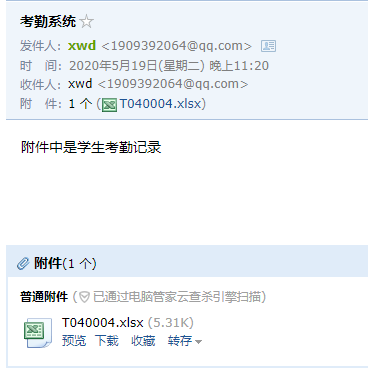 考勤系统
发件人：xwd <1909392064@qq.com>
时　间：2020年5月19日(星期二) 晚上11:20
收件人：xwd <1909392064@qq.com>
附　件：1 个 (T040004.xlsx)
附件中是学生考勤记录
附件(1 个)
普通附件 (已通过电脑管家云查杀引擎扫描)
T040004.xlsx (5.31K)
预览 下载 收藏 转存